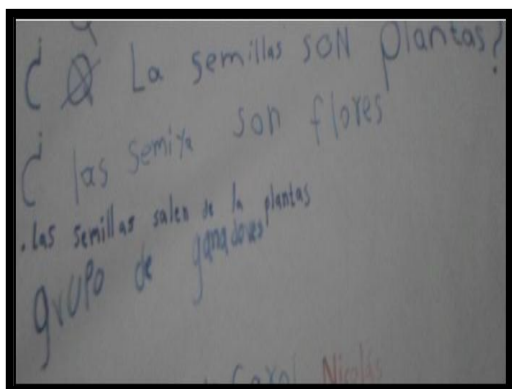 ¿ La semillas SON plantas?
¿ las semiya son flores
. las semillas salen de la plantas
grupo de ganadores
Carol Nicolás